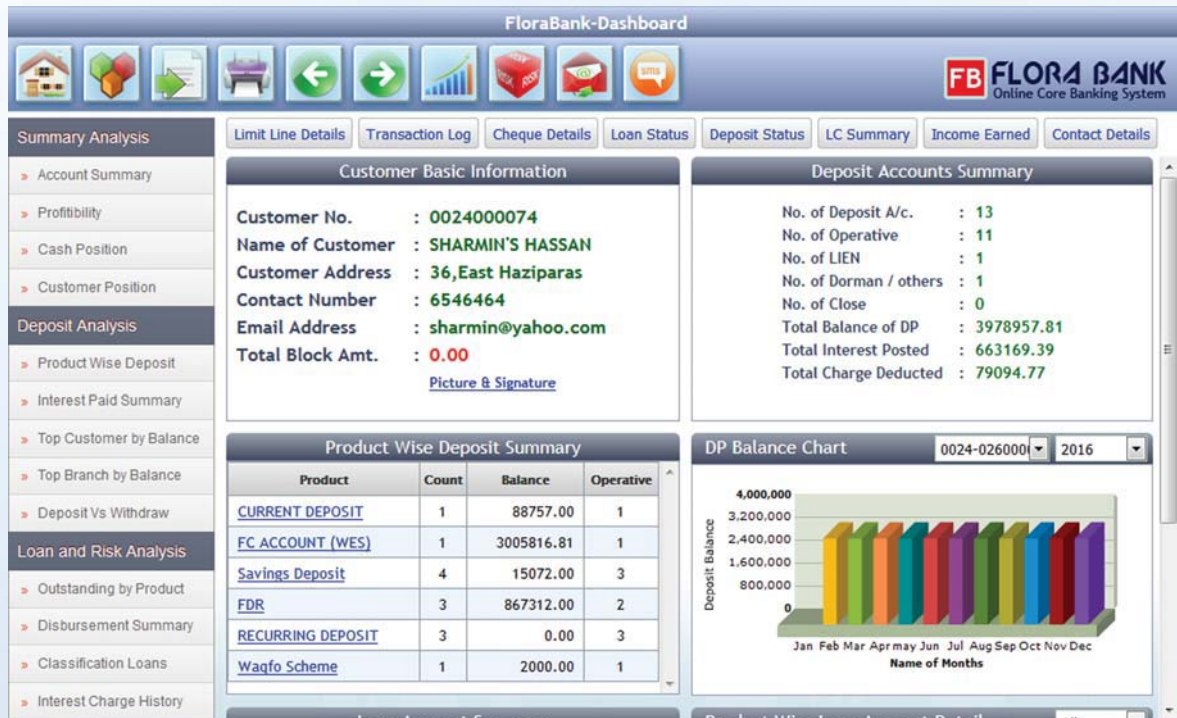 FloraBank-Dashboard
FB FLORA BANK
Online Core Banking System
RISK
sms
Summary Analysis
» Account Summary
» Profitibility
» Cash Position
» Customer Position
Deposit Analysis
» Product Wise Deposit
» Interest Paid Summary
» Top Customer by Balance
» Top Branch by Balance
» Deposit Vs Withdraw
Loan and Risk Analysis
» Outstanding by Product
» Disbursement Summary
» Classification Loans
» Interest Charge History
Limit Line Details Transaction Log Cheque Details Loan Status Deposit Status LC Summary Income Earned Contact Details
Customer Basic Information
Customer No. : 0024000074
Name of Customer : SHARMIN'S HASSAN
Customer Address : 36,East Haziparas
Contact Number : 6546464
Email Address : sharmin@yahoo.com
Total Block Amt. : 0.00
Picture & Signature
Deposit Accounts Summary
No. of Deposit A/c. : 13
No. of Operative : 11
No. of LIEN : 1
No. of Dorman / others : 1
No. of Close : 0
Total Balance of DP : 3978957.81
Total Interest Posted : 663169.39
Total Charge Deducted : 79094.77
Product Wise Deposit Summary
Product Count Balance Operative
CURRENT DEPOSIT 1 88757.00 1
FC ACCOUNT (WES) 1 3005816.81 1
Savings Deposit 4 15072.00 3
FDR 3 867312.00 2
RECURRING DEPOSIT 3 0.00 3
Waqfo Scheme 1 2000.00 1
DP Balance Chart 0024-026000 2016
4,000,000
3,200,000
2,400,000
1,600,000
800,000
0
Deposit Balance
Jan Feb Mar Apr may Jun Jul Aug Sep Oct Nov Dec
Name of Months